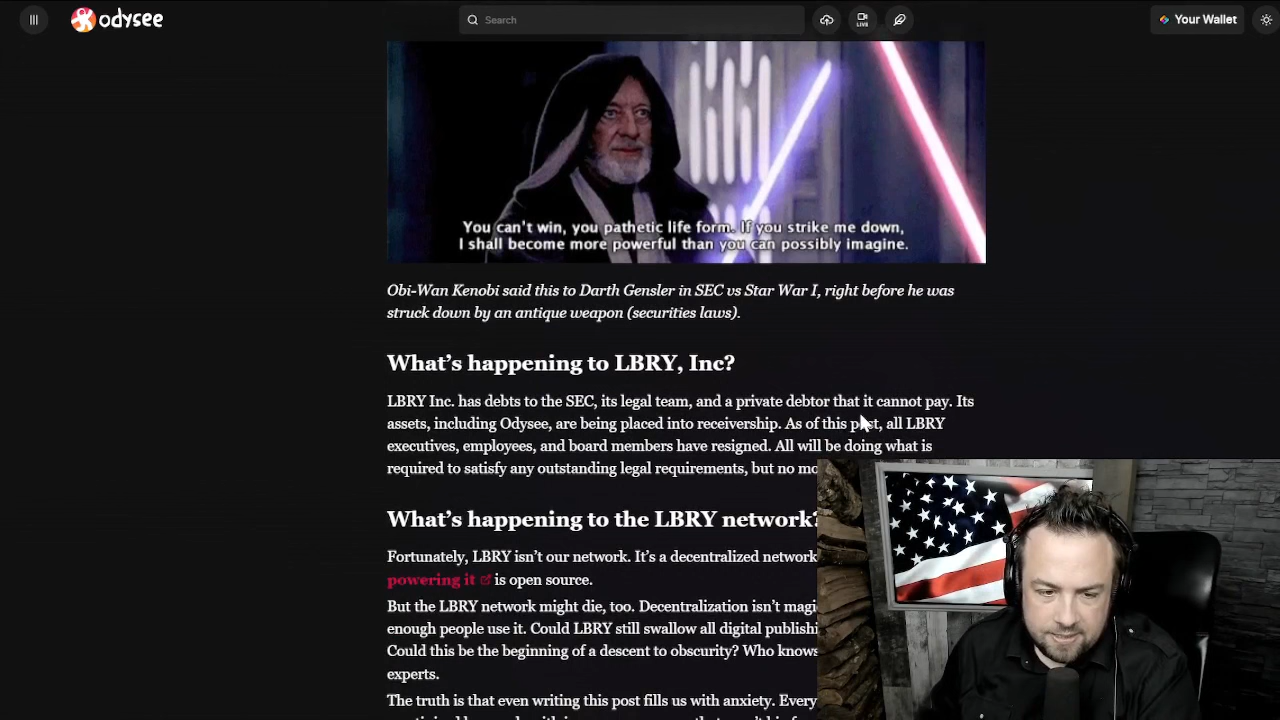 odysee
Search
LIVE
Your Wallet
You can't win, you pathetic life form. If you strike me down,
I shall become more powerful than you can possibly imagine.
Obi-Wan Kenobi said this to Darth Gensler in SEC vs Star War I, right before he was
struck down by an antique weapon (securities laws).
What's happening to LBRY, Inc?
LBRY Inc. has debts to the SEC, its legal team, and a private debtor that it cannot pay. Its
assets, including Odysee, are being placed into receivership. As of this post, all LBRY
executives, employees, and board members have resigned. All will be doing what is
required to satisfy any outstanding legal requirements, but no mo
What's happening to the LBRY network?
Fortunately, LBRY isn't our network. It's a decentralized network
powering it is open source.
But the LBRY network might die, too. Decentralization isn't magi
enough people use it. Could LBRY still swallow all digital publishi
Could this be the beginning of a descent to obscurity? Who knows
experts.
The truth is that even writing this post fills us with anxiety. Every